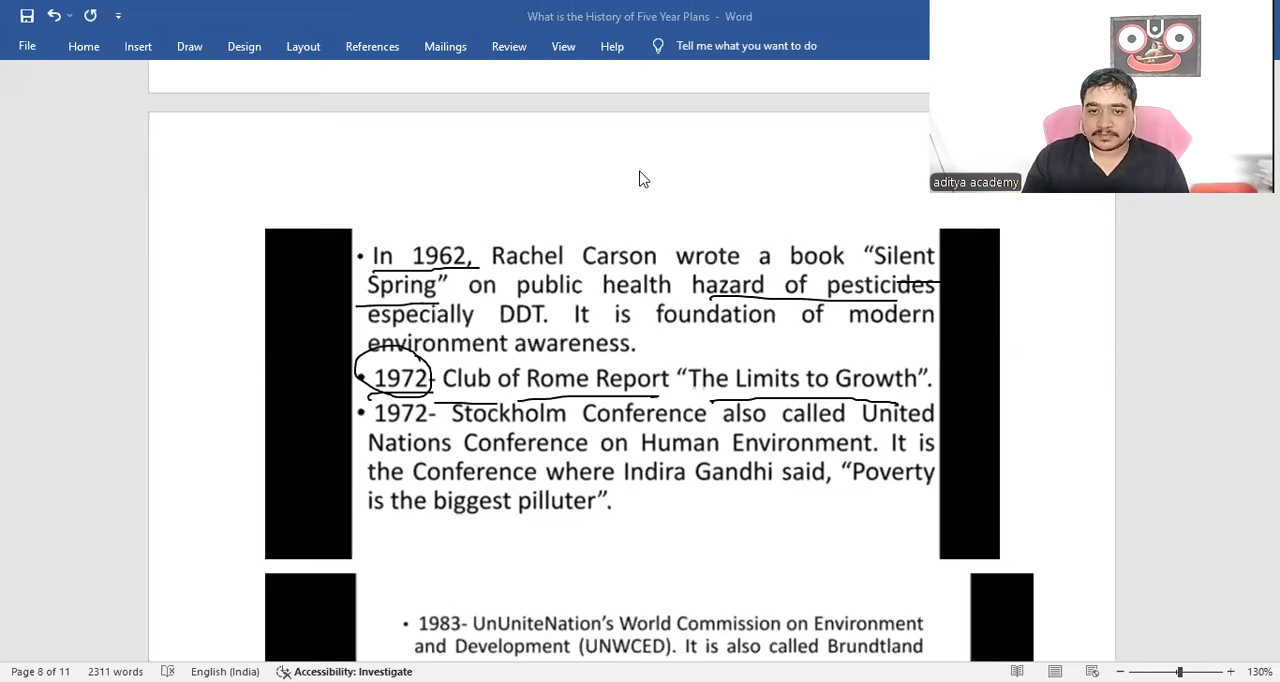 What is the History of Five Year Plans - Word
File Home Insert Draw Design Layout References Mailings Review View Help Tell me what you want to do
aditya academy
• In 1962, Rachel Carson wrote a book “Silent
Spring” on public health hazard of pesticides
especially DDT. It is foundation of modern
environment awareness.
• 1972- Club of Rome Report “The Limits to Growth”.
• 1972- Stockholm Conference also called United
Nations Conference on Human Environment. It is
the Conference where Indira Gandhi said, “Poverty
is the biggest pilluter”.
• 1983- UnUniteNation’s World Commission on Environment
and Development (UNWCED). It is also called Brundtland
Page 8 of 11 2311 words English (India) Accessibility: Investigate 130%